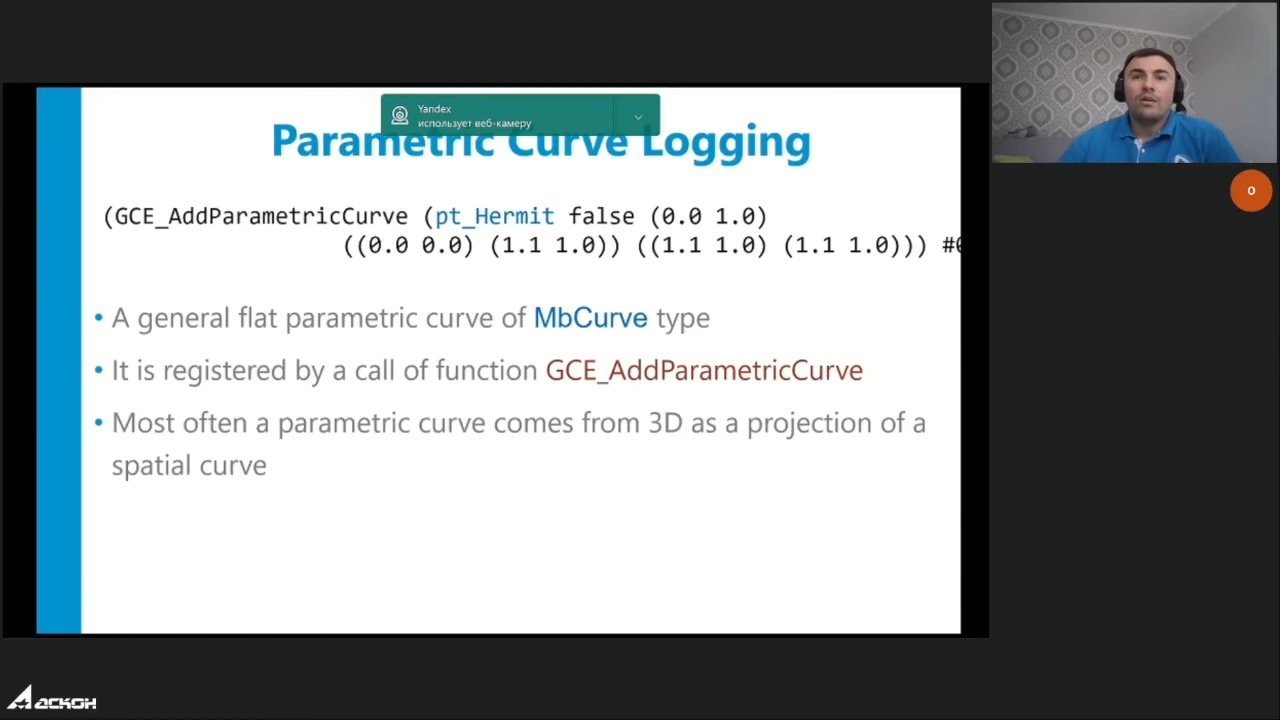 Yandex
использует веб-камеру
Parametric Curve Logging
(GCE_AddParametricCurve (pt_Hermit false (0.0 1.0)
((0.0 0.0) (1.1 1.0)) ((1.1 1.0) (1.1 1.0))) #
• A general flat parametric curve of MbCurve type
• It is registered by a call of function GCE_AddParametricCurve
• Most often a parametric curve comes from 3D as a projection of a
spatial curve
O
АСКОН